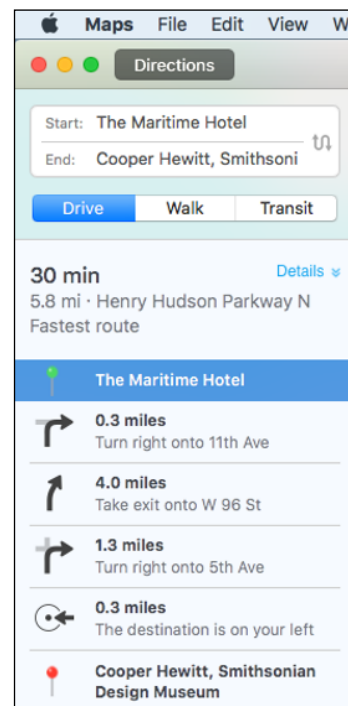 Maps File Edit View W
Directions
Start: The Maritime Hotel
End: Cooper Hewitt, Smithsoni
Drive Walk Transit
30 min Details
5.8 mi · Henry Hudson Parkway N
Fastest route
The Maritime Hotel
0.3 miles
Turn right onto 11th Ave
4.0 miles
Take exit onto W 96 St
1.3 miles
Turn right onto 5th Ave
0.3 miles
The destination is on your left
Cooper Hewitt, Smithsonian
Design Museum